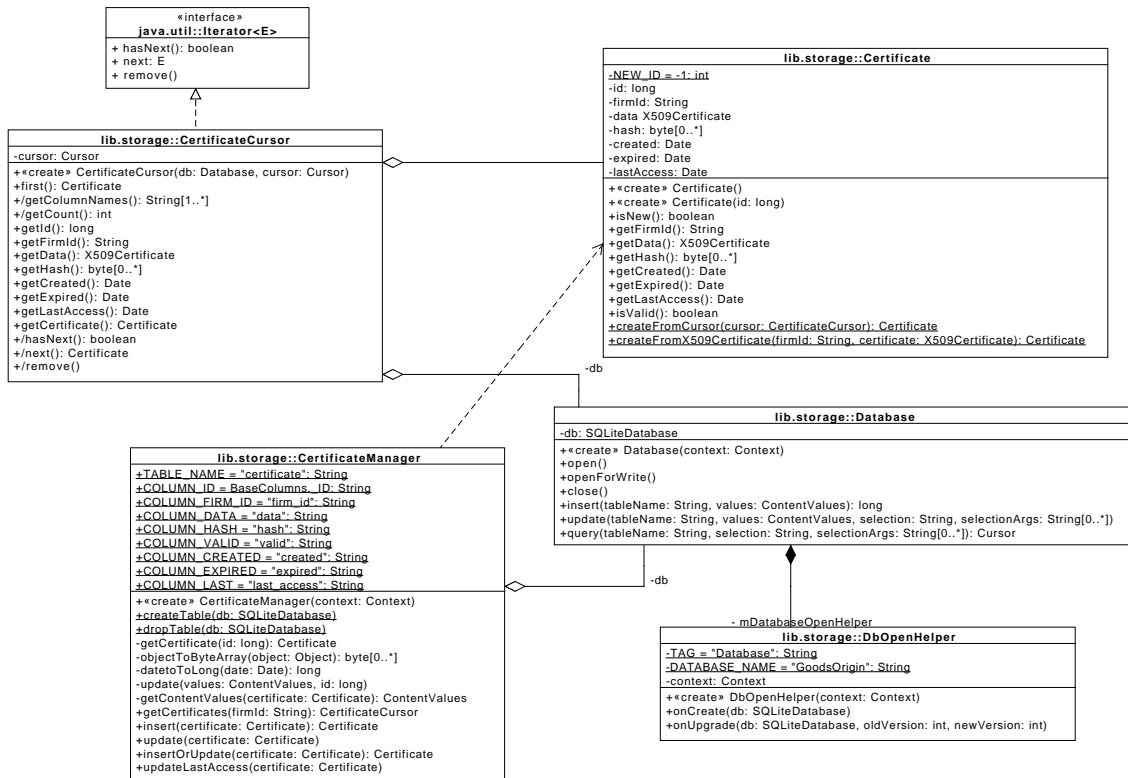 «interface»
java.util::Iterator<E>
+ hasNext(): boolean
+ next: E
+ remove()
lib.storage::CertificateCursor
-cursor: Cursor
+«create» CertificateCursor(db: Database, cursor: Cursor)
+first(): Certificate
+/getColumnNames(): String[1..*]
+/getCount(): int
+getId(): long
+getFirmId(): String
+getData(): X509Certificate
+getHash(): byte[0..*]
+getCreated(): Date
+getExpired(): Date
+getLastAccess(): Date
+getCertificate(): Certificate
+/hasNext(): boolean
+/next(): Certificate
+/remove()
lib.storage::Certificate
-NEW_ID = -1: int
-id: long
-firmId: String
-data X509Certificate
-hash: byte[0..*]
-created: Date
-expired: Date
-lastAccess: Date
+«create» Certificate()
+«create» Certificate(id: long)
+isNew(): boolean
+getFirmId(): String
+getData(): X509Certificate
+getHash(): byte[0..*]
+getCreated(): Date
+getExpired(): Date
+getLastAccess(): Date
+isValid(): boolean
+createFromCursor(cursor: CertificateCursor): Certificate
+createFromX509Certificate(firmId: String, certificate: X509Certificate): Certificate
-db
lib.storage::Database
-db: SQLiteDatabase
+«create» Database(context: Context)
+open()
+openForWrite()
+close()
+insert(tableName: String, values: ContentValues): long
+update(tableName: String, values: ContentValues, selection: String, selectionArgs: String[0..*])
+query(tableName: String, selection: String, selectionArgs: String[0..*]): Cursor
lib.storage::CertificateManager
+TABLE_NAME = "certificate": String
+COLUMN_ID = BaseColumns._ID: String
+COLUMN_FIRM_ID = "firm_id": String
+COLUMN_DATA = "data": String
+COLUMN_HASH = "hash": String
+COLUMN_VALID = "valid": String
+COLUMN_CREATED = "created": String
+COLUMN_EXPIRED = "expired": String
+COLUMN_LAST = "last_access": String
+«create» CertificateManager(context: Context)
+createTable(db: SQLiteDatabase)
+dropTable(db: SQLiteDatabase)
-getCertificate(id: long): Certificate
-objectToByteArray(object: Object): byte[0..*]
-datetoToLong(date: Date): long
-update(values: ContentValues, id: long)
-getContentValues(certificate: Certificate): ContentValues
+getCertificates(firmId: String): CertificateCursor
+insert(certificate: Certificate): Certificate
+update(certificate: Certificate)
+insertOrUpdate(certificate: Certificate): Certificate
+updateLastAccess(certificate: Certificate)
-db
- mDatabaseOpenHelper
lib.storage::DbOpenHelper
-TAG = "Database": String
-DATABASE_NAME = "GoodsOrigin": String
-context: Context
+«create» DbOpenHelper(context: Context)
+onCreate(db: SQLiteDatabase)
+onUpgrade(db: SQLiteDatabase, oldVersion: int, newVersion: int)